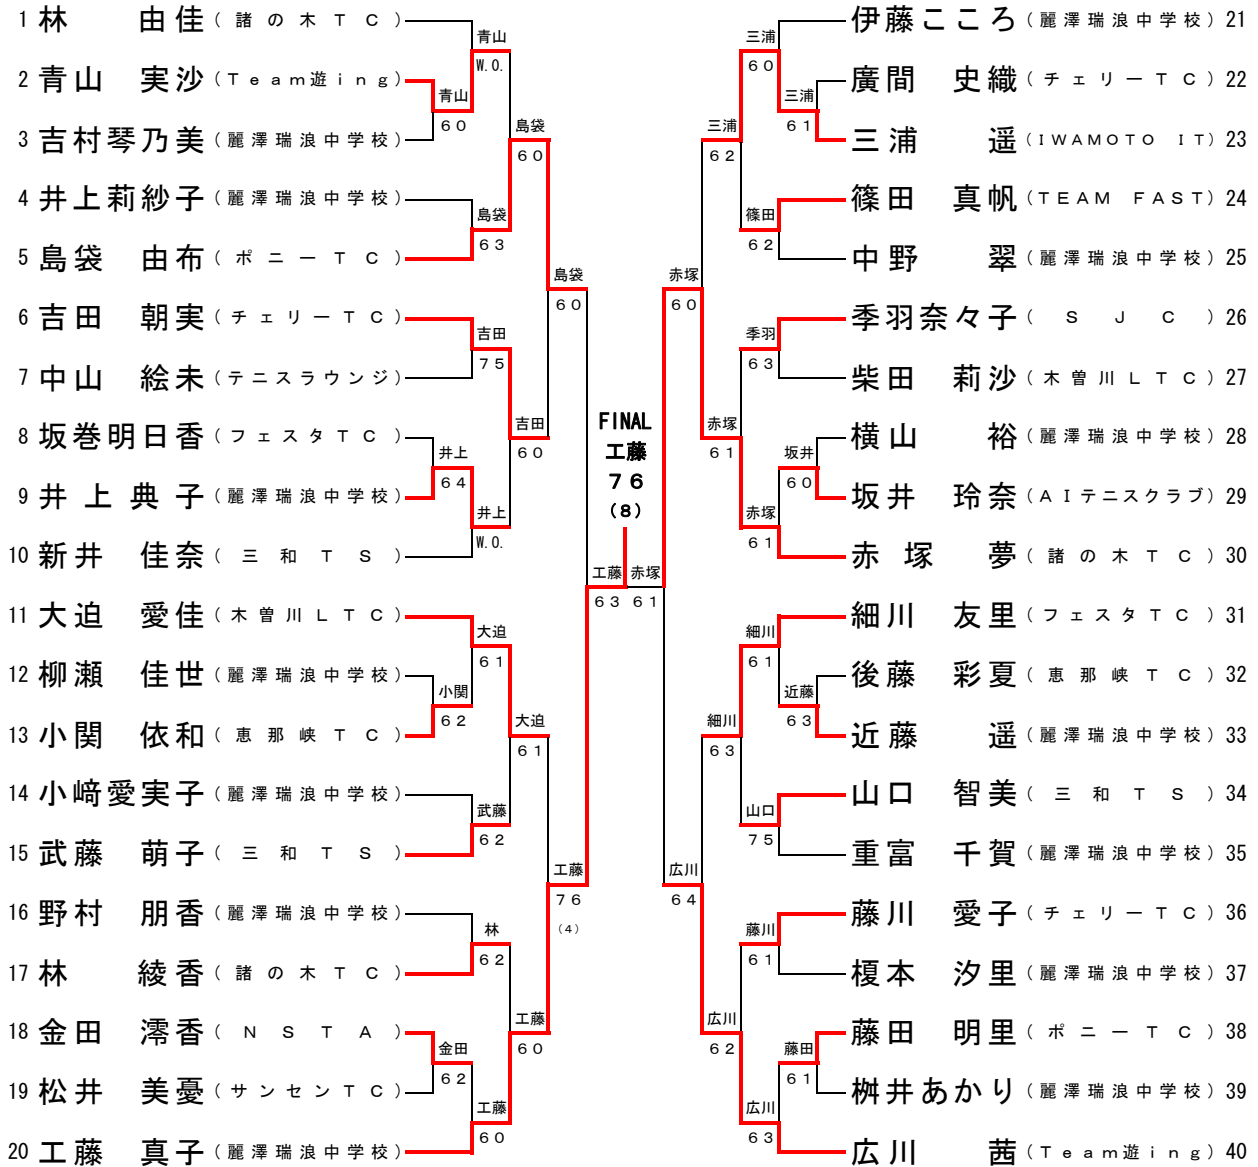 1 林 由佳 (諸の木TC)
2 青山 実沙 (Team遊ing)
3 吉村琴乃美 (麗澤瑞浪中学校)
4 井上莉紗子 (麗澤瑞浪中学校)
5 島袋 由布 (ポニーTC)
6 吉田 朝実 (チェリーTC)
7 中山 絵未 (テニスラウンジ)
8 坂巻明日香 (フェスタTC)
9 井上典子 (麗澤瑞浪中学校)
10 新井 佳奈 (三和TS)
11 大迫 愛佳 (木曽川LTC)
12 柳瀬 佳世 (麗澤瑞浪中学校)
13 小関 依和 (恵那峡TC)
14 小﨑愛実子 (麗澤瑞浪中学校)
15 武藤 萌子 (三和TS)
16 野村 朋香 (麗澤瑞浪中学校)
17 林 綾香 (諸の木TC)
18 金田 澪香 (NSTA)
19 松井 美憂 (サンセンTC)
20 工藤 真子 (麗澤瑞浪中学校)
青山
60
井上
64
小関
62
金田
62
青山
W.O.
島袋
63
吉田
75
井上
W.O.
大迫
61
武藤
62
林
62
工藤
60
島袋
60
吉田
60
大迫
61
工藤
60
島袋
60
工藤
76
(4)
工藤
63
FINAL
工藤
76
(8)
赤塚
61
赤塚
60
広川
64
三浦
62
赤塚
61
細川
63
広川
62
三浦
60
篠田
62
季羽
63
赤塚
61
細川
61
山口
75
藤川
61
広川
63
三浦
61
坂井
60
近藤
63
藤田
61
伊藤こころ (麗澤瑞浪中学校) 21
廣間 史織 (チェリーTC) 22
三浦 遥 (IWAMOTO IT) 23
篠田 真帆 (TEAM FAST) 24
中野 翠 (麗澤瑞浪中学校) 25
季羽奈々子 (SJC) 26
柴田 莉沙 (木曽川LTC) 27
横山 裕 (麗澤瑞浪中学校) 28
坂井 玲奈 (AIテニスクラブ) 29
赤塚 夢 (諸の木TC) 30
細川 友里 (フェスタTC) 31
後藤 彩夏 (恵那峡TC) 32
近藤 遥 (麗澤瑞浪中学校) 33
山口 智美 (三和TS) 34
重富 千賀 (麗澤瑞浪中学校) 35
藤川 愛子 (チェリーTC) 36
榎本 汐里 (麗澤瑞浪中学校) 37
藤田 明里 (ポニーTC) 38
桝井あかり (麗澤瑞浪中学校) 39
広川 茜 (Team遊ing) 40